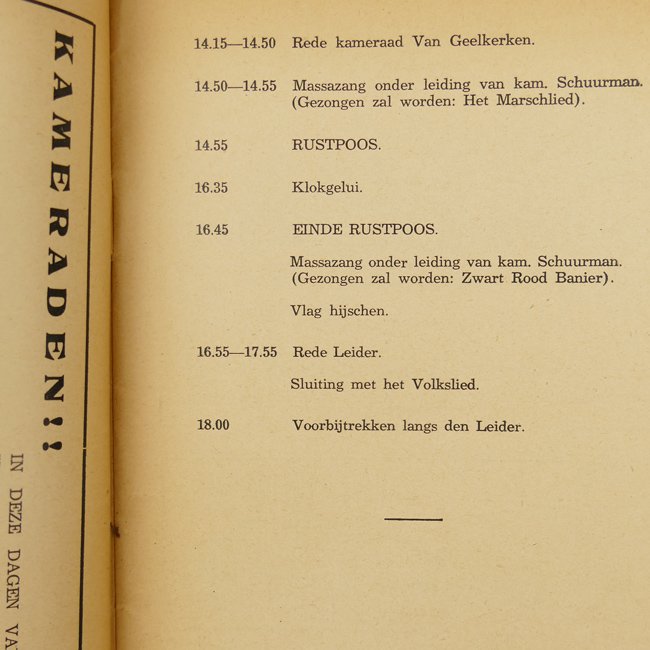 KAMERADEN!!
IN DEZE DAGEN
14.15—14.50 Rede kameraad Van Geelkerken.
14.50—14.55 Massazang onder leiding van kam. Schuurman.
(Gezongen zal worden: Het Marschlied).
14.55 RUSTPOOS.
16.35 Klokgelui.
16.45 EINDE RUSTPOOS.
Massazang onder leiding van kam. Schuurman.
(Gezongen zal worden: Zwart Rood Banier).
Vlag hijschen.
16.55—17.55 Rede Leider.
Sluiting met het Volkslied.
18.00 Voorbijtrekken langs den Leider.